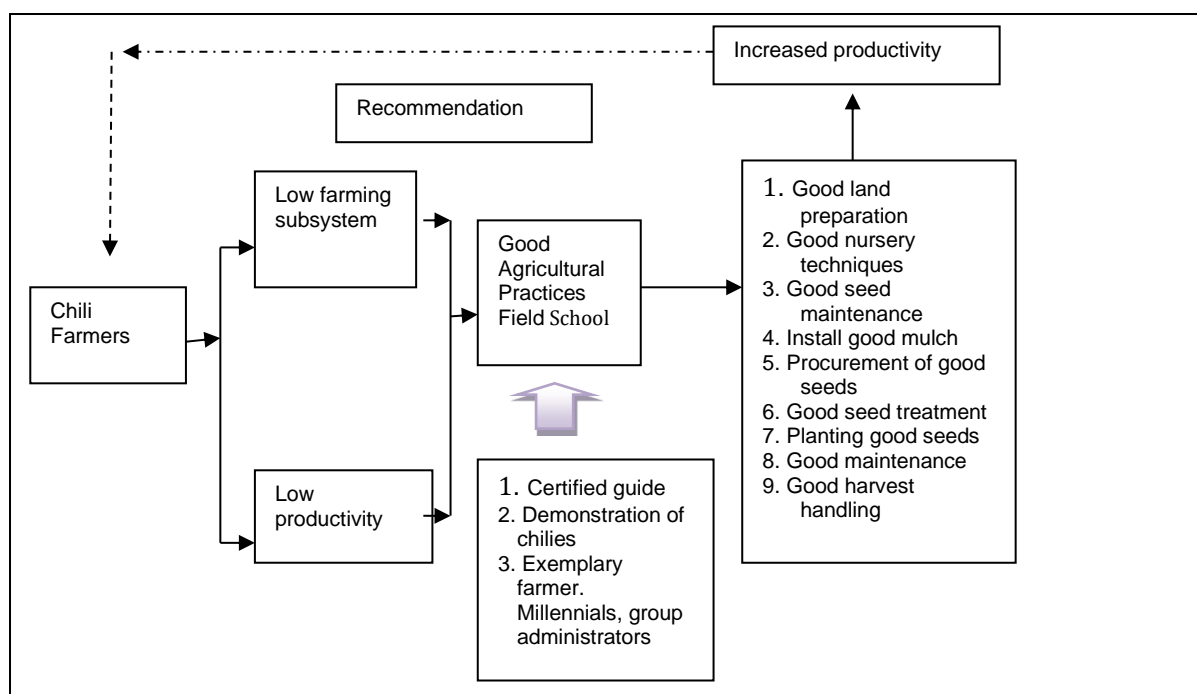 Increased productivity
Recommendation
Low farming
subsystem
Good
Agricultural
Practices
Field School
Chili
Farmers
Low
productivity
1. Certified guide
2. Demonstration of
chilies
3. Exemplary
farmer.
Millennials, group
administrators
1. Good land
preparation
2. Good nursery
techniques
3. Good seed
maintenance
4. Install good mulch
5. Procurement of good
seeds
6. Good seed treatment
7. Planting good seeds
8. Good maintenance
9. Good harvest
handling